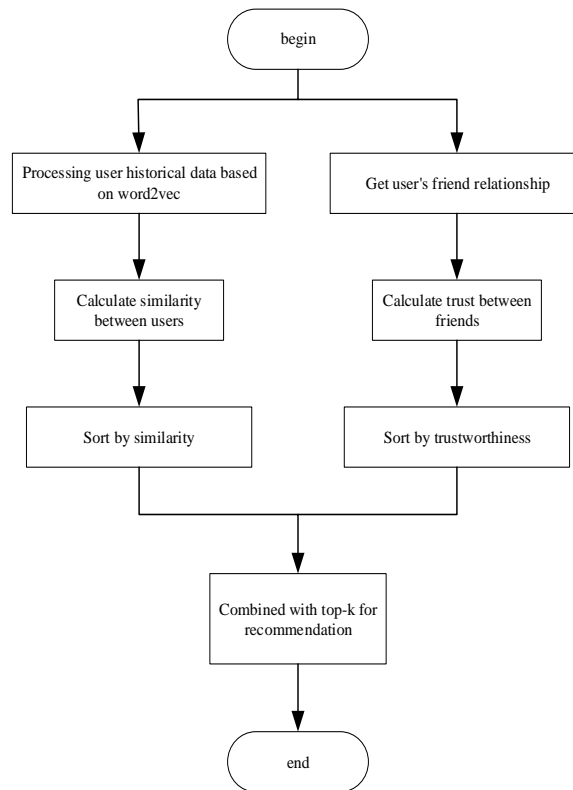 begin
Processing user historical data based
on word2vec
Get user's friend relationship
Calculate similarity
between users
Calculate trust between
friends
Sort by similarity
Sort by trustworthiness
Combined with top-k for
recommendation
end